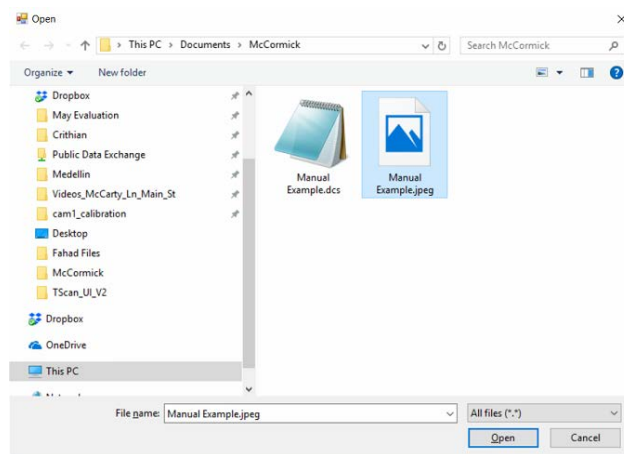 Open
This PC > Documents > McCormick
Search McCormick
Organize
New folder
Dropbox
May Evaluation
Crithian
Public Data Exchange
Medellin
Videos_McCarty_Ln_Main_St
cam1_calibration
Desktop
Fahad Files
McCormick
TScan_UI_V2
Dropbox
OneDrive
This PC
Manual
Example.dcs
Manual
Example.jpeg
File name: Manual Example.jpeg
All files (*.*)
Open
Cancel